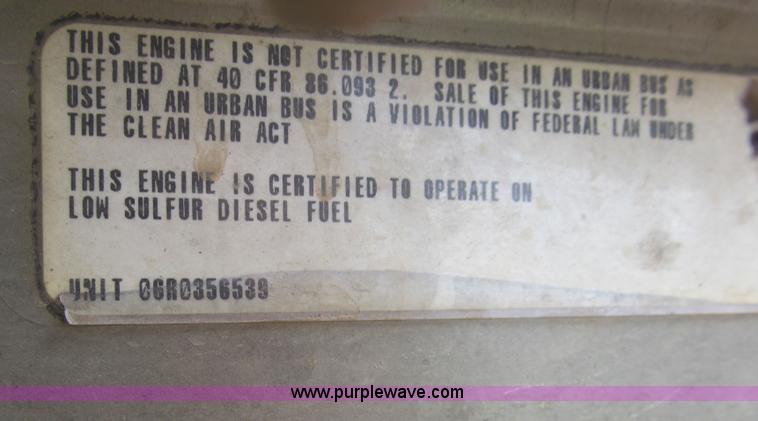 THIS ENGINE IS NOT CERTIFIED FOR USE IN AN URBAN BUS AS
DEFINED AT 40 CFR 86.093 2. SALE OF THIS ENGINE FOR
USE IN AN URBAN BUS IS A VIOLATION OF FEDERAL LAW UNDER
THE CLEAN AIR ACT
THIS ENGINE IS CERTIFIED TO OPERATE ON
LOW SULFUR DIESEL FUEL
UNIT 06R0356539
www.purplewave.com